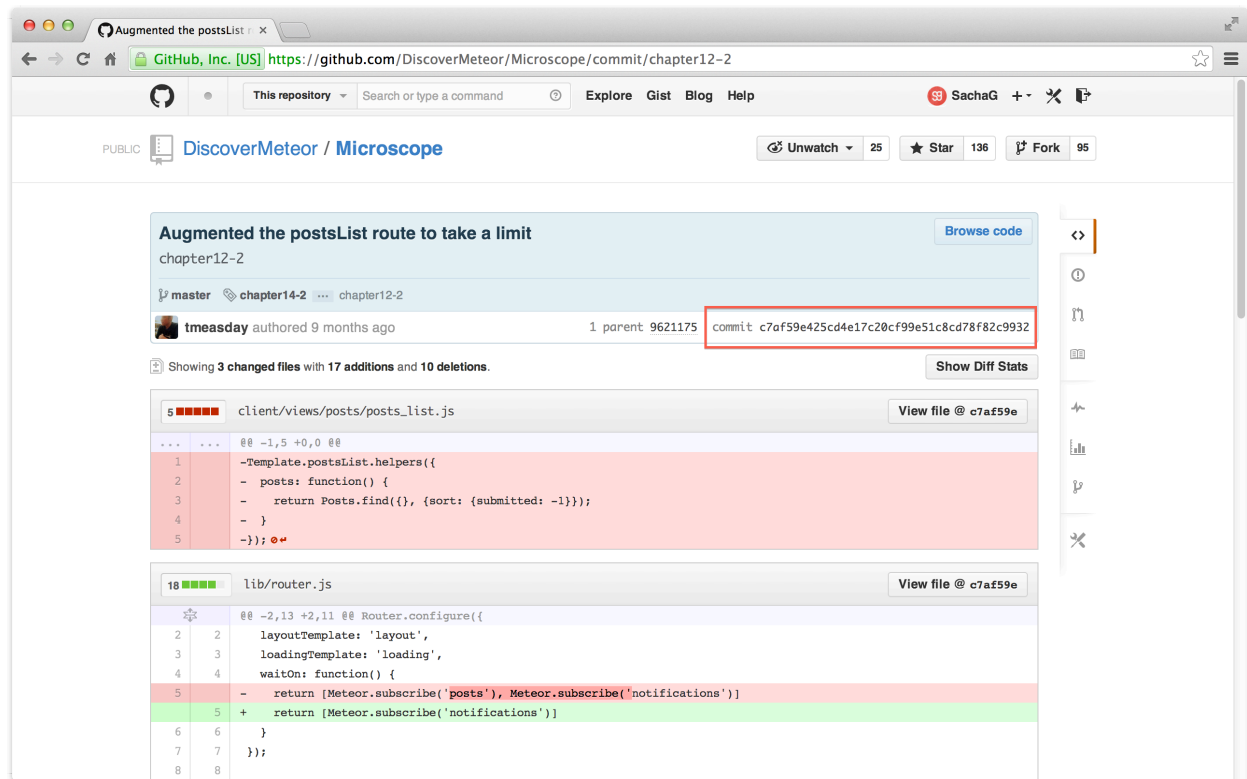 Augmented the postsList r
GitHub, Inc. [US] https://github.com/DiscoverMeteor/Microscope/commit/chapter12-2
This repository Search or type a command Explore Gist Blog Help SachaG
PUBLIC DiscoverMeteor / Microscope Unwatch 25 Star 136 Fork 95
Augmented the postsList route to take a limit Browse code
chapter12-2
master chapter14-2 … chapter12-2
tmeasday authored 9 months ago 1 parent 9621175 commit c7af59e425cd4e17c20cf99e51c8cd78f82c9932
Showing 3 changed files with 17 additions and 10 deletions. Show Diff Stats
5 client/views/posts/posts_list.js View file @ c7af59e
... ... @@ -1,5 +0,0 @@
1 -Template.postsList.helpers({
2 -  posts: function() {
3 -    return Posts.find({}, {sort: {submitted: -1}});
4 -  }
5 -});
18 lib/router.js View file @ c7af59e
@@ -2,13 +2,11 @@ Router.configure({
2 2 layoutTemplate: 'layout',
3 3 loadingTemplate: 'loading',
4 4 waitOn: function() {
5 -    return [Meteor.subscribe('posts'), Meteor.subscribe('notifications')]
5 +    return [Meteor.subscribe('notifications')]
6 6 }
7 7 });
8 8